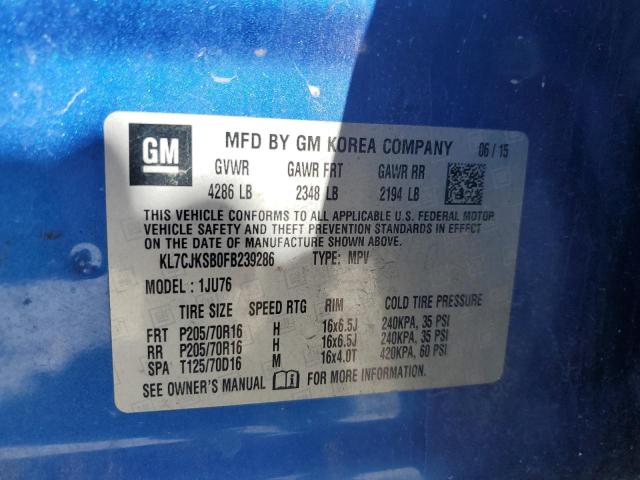 GM
MFD BY GM KOREA COMPANY 06 / 15
GVWR GAWR FRT GAWR RR
4286 LB 2348 LB 2194 LB
THIS VEHICLE CONFORMS TO ALL APPLICABLE U.S. FEDERAL MOTOR
VEHICLE SAFETY AND THEFT PREVENTION STANDARDS IN EFFECT ON THE
DATE OF MANUFACTURE SHOWN ABOVE.
KL7CJKSB0FB239286 TYPE: MPV
MODEL : 1JU76
TIRE SIZE SPEED RTG RIM COLD TIRE PRESSURE
FRT P205/70R16 H 16x6.5J 240KPA, 35 PSI
RR P205/70R16 H 16x6.5J 240KPA, 35 PSI
SPA T125/70D16 M 16x4.0T 420KPA, 60 PSI
SEE OWNER'S MANUAL FOR MORE INFORMATION.